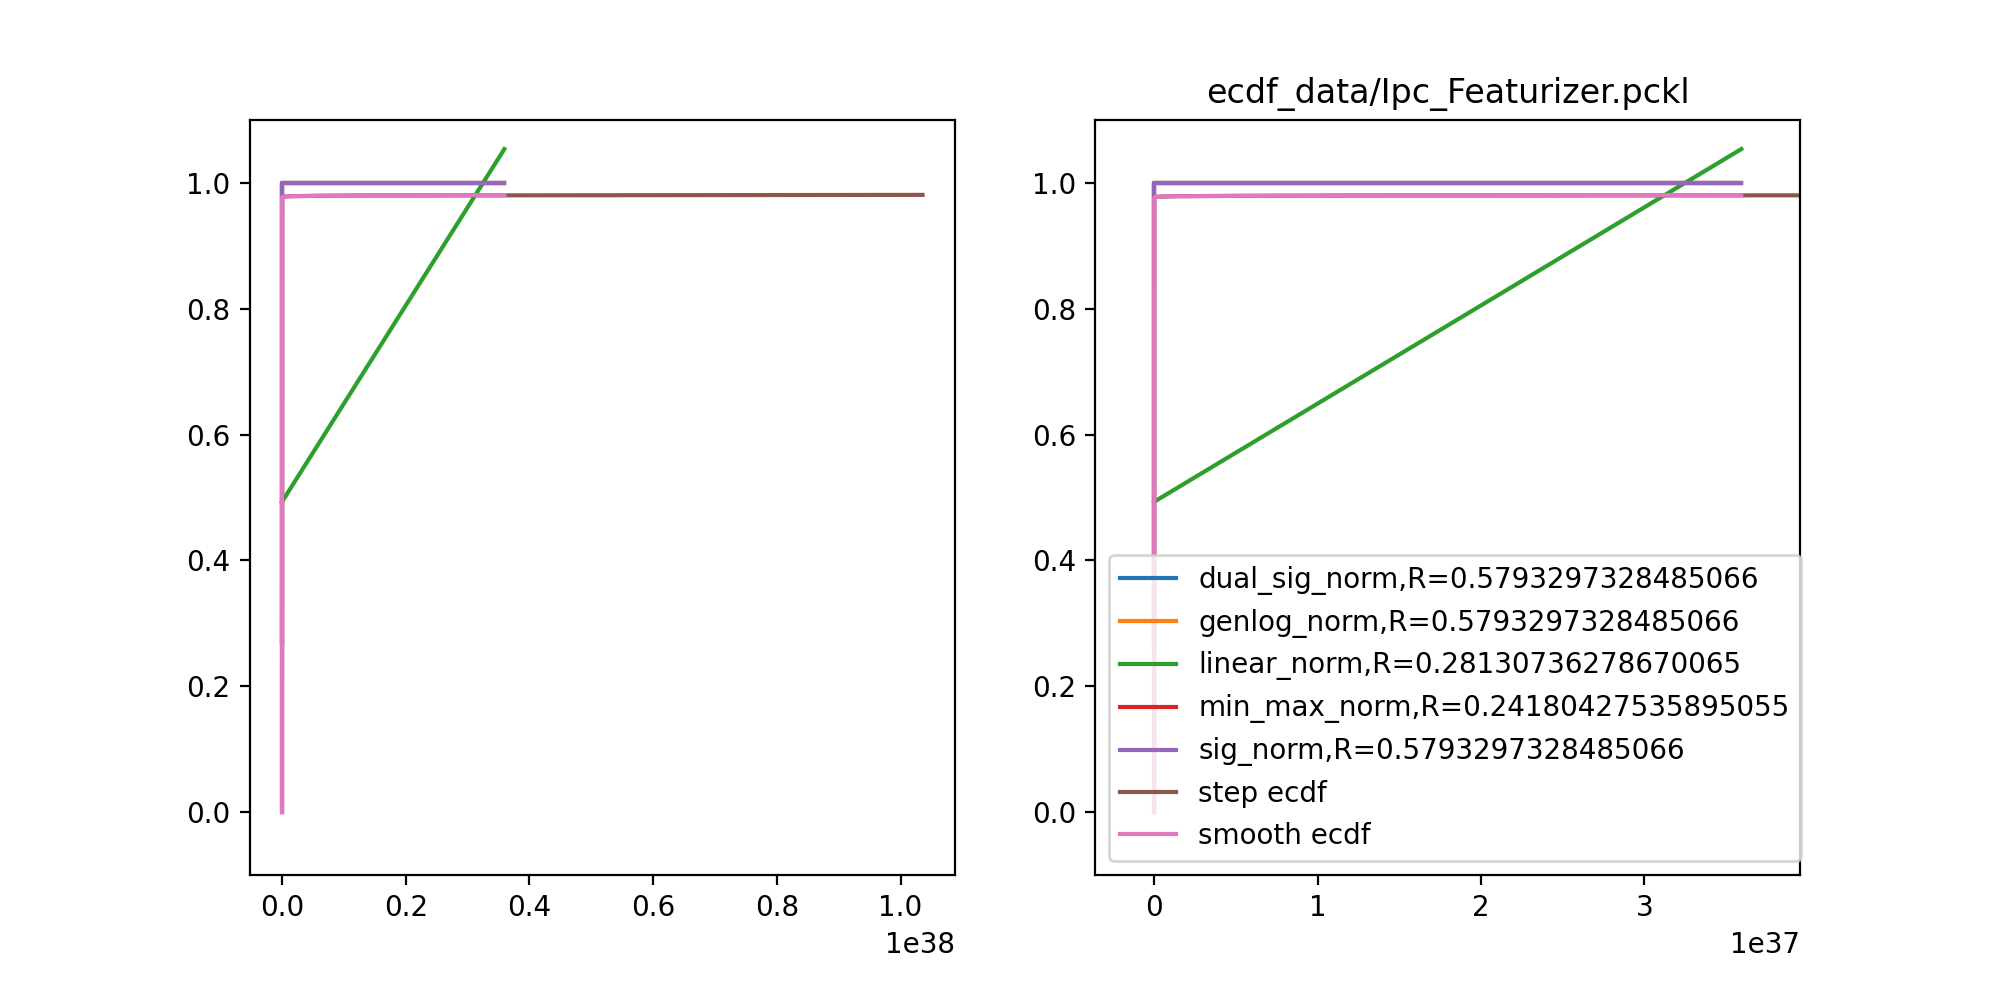 ecdf_data/lpc_Featurizer.pckl
1.0
0.8
0.6
0.4
0.2
0.0
0.0 0.2 0.4 0.6 0.8 1.0
1e38
1.0
0.8
0.6
0.4
0.2
0.0
dual_sig_norm,R=0.5793297328485066
genlog_norm,R=0.5793297328485066
linear_norm,R=0.28130736278670065
min_max_norm,R=0.24180427535895055
sig_norm,R=0.5793297328485066
step ecdf
smooth ecdf
0 1 2 3
1e37